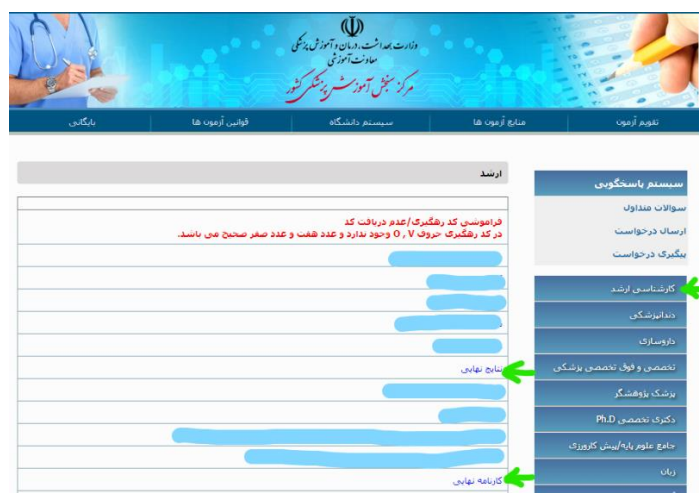 وزارت بهداشت، درمان و آموزش پزشکی
معاونت آموزشی
مرکز سنجش آموزش پزشکی کشور
تقویم آزمون
منابع آزمون ها
سیستم دانشگاه
قوانین آزمون ها
بایگانی
سیستم پاسخگویی
سوالات متداول
ارسال درخواست
پیگیری درخواست
کارشناسی ارشد
دندانپزشکی
داروسازی
تخصصی و فوق تخصصی پزشکی
پزشک پژوهشگر
دکتری تخصصی Ph.D
جامع علوم پایه/پیش کارورزی
زبان
ارشد
فراموشی کد رهگیری/عدم دریافت کد
در کد رهگیری حروف O , V وجود ندارد و عدد هفت و عدد صفر صحیح می باشد.
نتایج نهایی
کارنامه نهایی